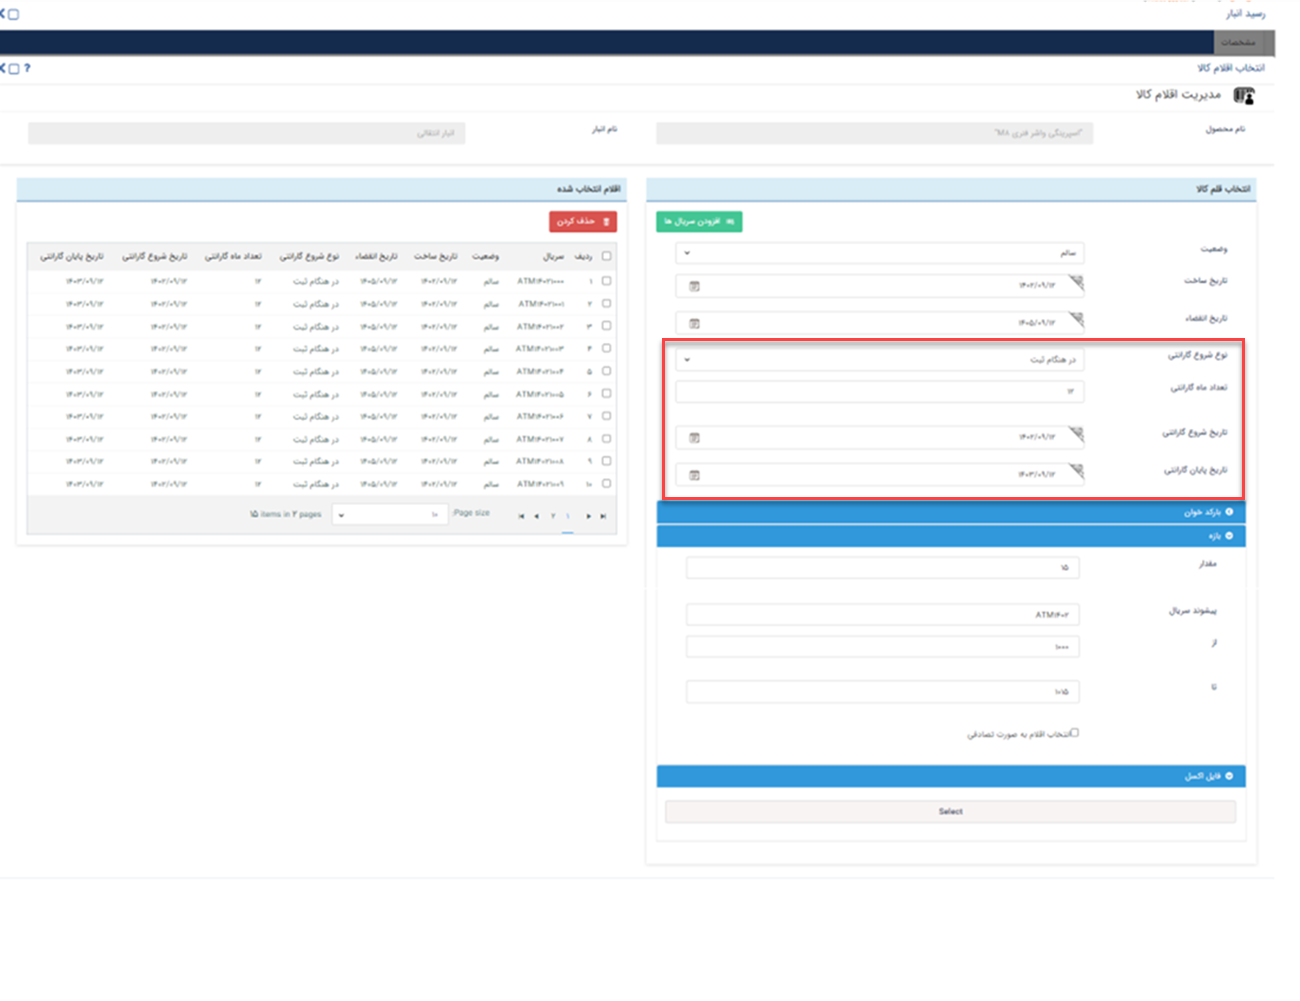 رسید انبار
مشخصات
انتخاب اقلام کالا
?
مدیریت اقلام کالا
نام محصول
"اسپرینگی واشر فنری M۸"
نام انبار
انبار انتقالی
انتخاب قلم کالا
افزودن سریال ها
وضعیت
سالم
تاریخ ساخت
۱۴۰۲/۰۹/۱۲
تاریخ انقضاء
۱۴۰۵/۰۹/۱۲
نوع شروع گارانتی
در هنگام ثبت
تعداد ماه گارانتی
۱۲
تاریخ شروع گارانتی
۱۴۰۲/۰۹/۱۲
تاریخ پایان گارانتی
۱۴۰۳/۰۹/۱۲
بارکد خوان
بازه
مقدار
۱۵
پیشوند سریال
ATM۱۴۰۲
از
۱۰۰۰
تا
۱۰۱۵
انتخاب اقلام به صورت تصادفی
فایل اکسل
Select
اقلام انتخاب شده
حذف کردن
ردیف سریال وضعیت تاریخ ساخت تاریخ انقضاء نوع شروع گارانتی تعداد ماه گارانتی تاریخ شروع گارانتی تاریخ پایان گارانتی
۱ ATM۱۴۰۲۱۰۰۰ سالم ۱۴۰۲/۰۹/۱۲ ۱۴۰۵/۰۹/۱۲ در هنگام ثبت ۱۲ ۱۴۰۲/۰۹/۱۲ ۱۴۰۳/۰۹/۱۲
۲ ATM۱۴۰۲۱۰۰۱ سالم ۱۴۰۲/۰۹/۱۲ ۱۴۰۵/۰۹/۱۲ در هنگام ثبت ۱۲ ۱۴۰۲/۰۹/۱۲ ۱۴۰۳/۰۹/۱۲
۳ ATM۱۴۰۲۱۰۰۲ سالم ۱۴۰۲/۰۹/۱۲ ۱۴۰۵/۰۹/۱۲ در هنگام ثبت ۱۲ ۱۴۰۲/۰۹/۱۲ ۱۴۰۳/۰۹/۱۲
۴ ATM۱۴۰۲۱۰۰۳ سالم ۱۴۰۲/۰۹/۱۲ ۱۴۰۵/۰۹/۱۲ در هنگام ثبت ۱۲ ۱۴۰۲/۰۹/۱۲ ۱۴۰۳/۰۹/۱۲
۵ ATM۱۴۰۲۱۰۰۴ سالم ۱۴۰۲/۰۹/۱۲ ۱۴۰۵/۰۹/۱۲ در هنگام ثبت ۱۲ ۱۴۰۲/۰۹/۱۲ ۱۴۰۳/۰۹/۱۲
۶ ATM۱۴۰۲۱۰۰۵ سالم ۱۴۰۲/۰۹/۱۲ ۱۴۰۵/۰۹/۱۲ در هنگام ثبت ۱۲ ۱۴۰۲/۰۹/۱۲ ۱۴۰۳/۰۹/۱۲
۷ ATM۱۴۰۲۱۰۰۶ سالم ۱۴۰۲/۰۹/۱۲ ۱۴۰۵/۰۹/۱۲ در هنگام ثبت ۱۲ ۱۴۰۲/۰۹/۱۲ ۱۴۰۳/۰۹/۱۲
۸ ATM۱۴۰۲۱۰۰۷ سالم ۱۴۰۲/۰۹/۱۲ ۱۴۰۵/۰۹/۱۲ در هنگام ثبت ۱۲ ۱۴۰۲/۰۹/۱۲ ۱۴۰۳/۰۹/۱۲
۹ ATM۱۴۰۲۱۰۰۸ سالم ۱۴۰۲/۰۹/۱۲ ۱۴۰۵/۰۹/۱۲ در هنگام ثبت ۱۲ ۱۴۰۲/۰۹/۱۲ ۱۴۰۳/۰۹/۱۲
۱۰ ATM۱۴۰۲۱۰۰۹ سالم ۱۴۰۲/۰۹/۱۲ ۱۴۰۵/۰۹/۱۲ در هنگام ثبت ۱۲ ۱۴۰۲/۰۹/۱۲ ۱۴۰۳/۰۹/۱۲
۱ ۲ Page size: ۱۰ ۱۵ items in ۲ pages